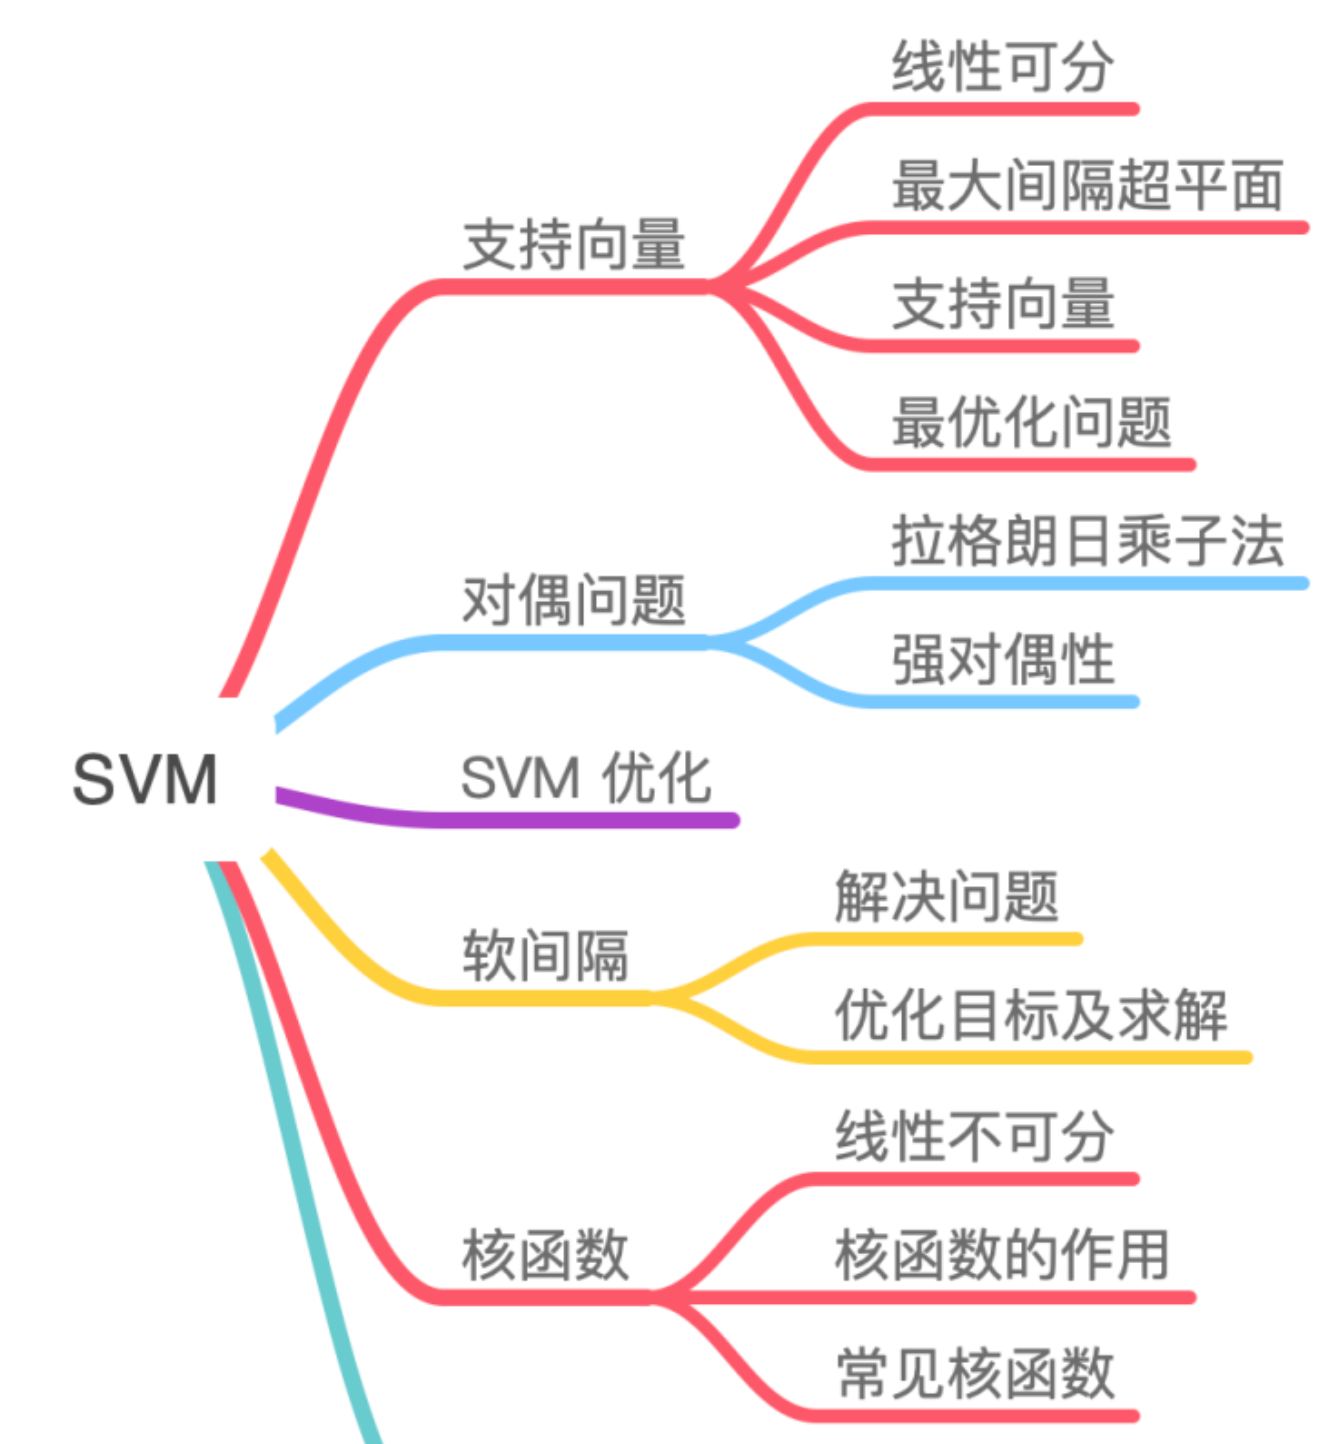 线性可分
最大间隔超平面
支持向量
支持向量
最优化问题
拉格朗日乘子法
对偶问题
强对偶性
SVM
SVM 优化
解决问题
软间隔
优化目标及求解
线性不可分
核函数
核函数的作用
常见核函数